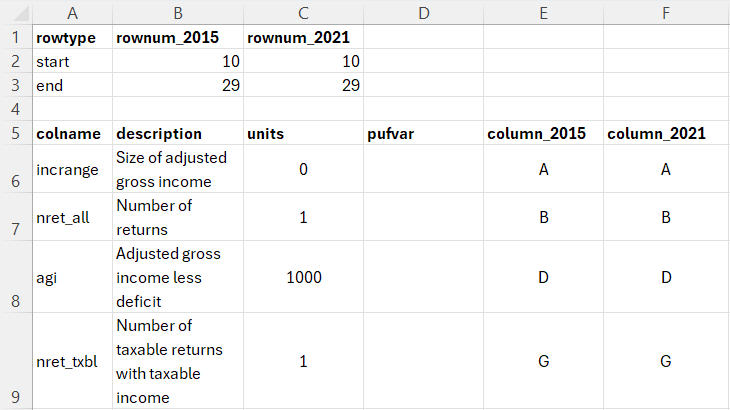 A B C D E F
1 rowtype rownum_2015 rownum_2021
2 start 10 10
3 end 29 29
4
5 colname description units pufvar column_2015 column_2021
6 incrange Size of adjusted gross income 0 A A
7 nret_all Number of returns 1 B B
8 agi Adjusted gross income less deficit 1000 D D
9 nret_txbl Number of taxable returns with taxable income 1 G G